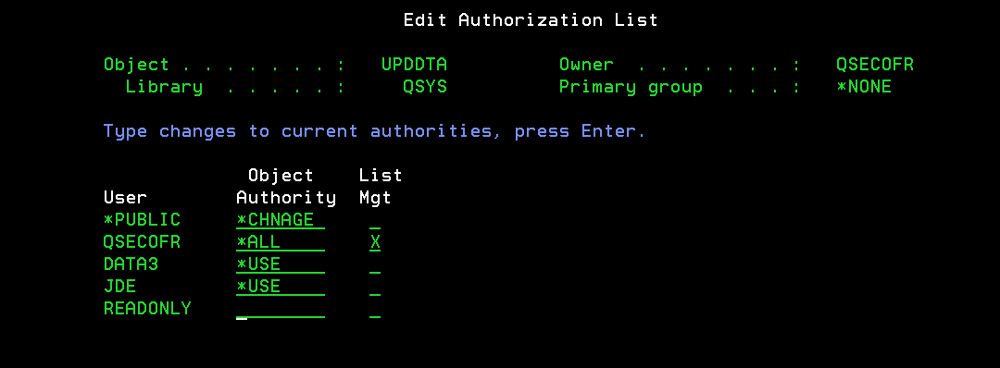 Edit Authorization List
Object . . . . . . . :   UPDDTA          Owner  . . . . . . . :   QSECOFR
  Library  . . . . . :     QSYS          Primary group  . . . :   *NONE
Type changes to current authorities, press Enter.
Object    List
User        Authority  Mgt
*PUBLIC     *CHNAGE     _
QSECOFR     *ALL        X
DATA3       *USE        _
JDE         *USE        _
READONLY    ________    _